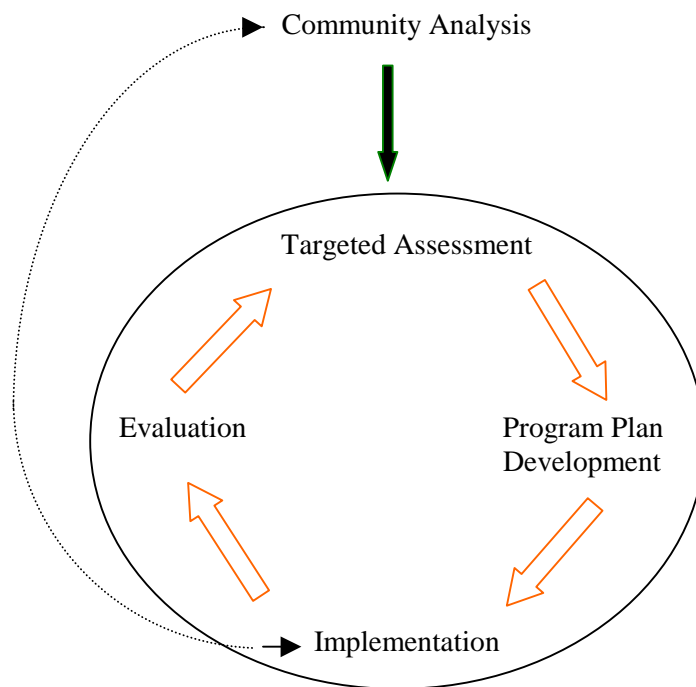 Community Analysis
Targeted Assessment
Evaluation
Program Plan
Development
Implementation